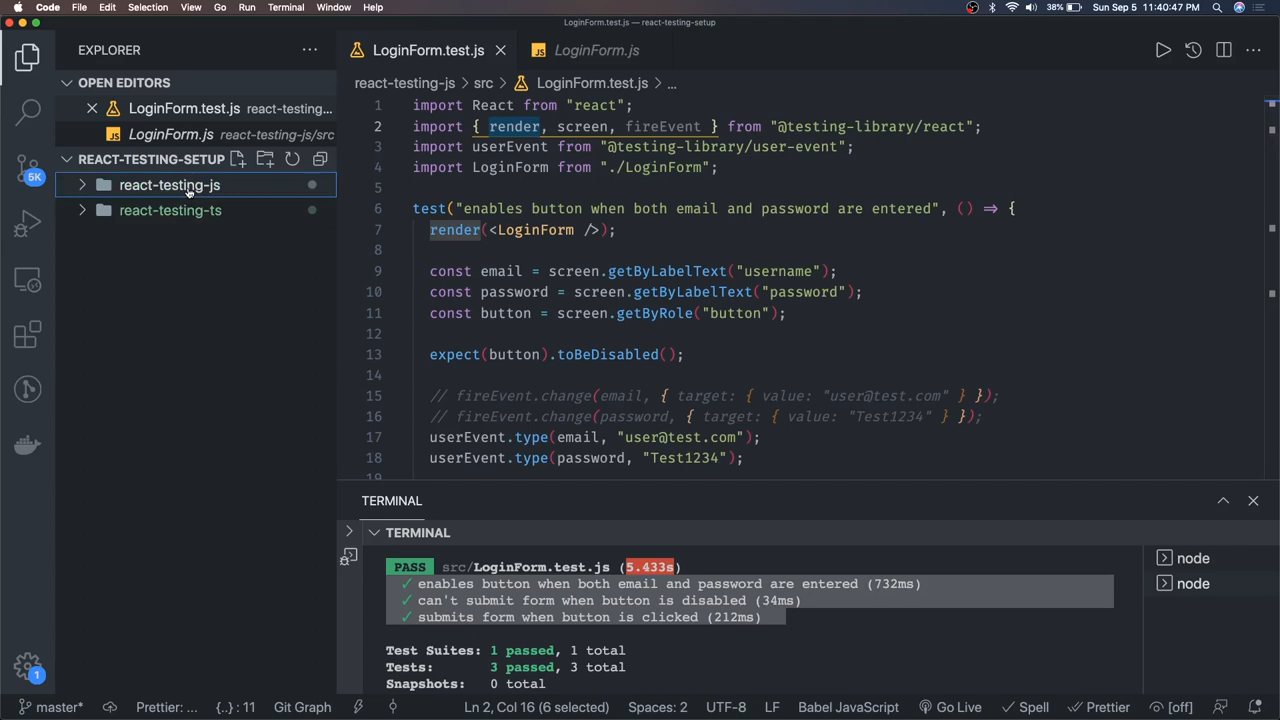 Code File Edit Selection View Go Run Terminal Window Help 38% Sun Sep 5 11:40:47
LoginForm.test.js — react-testing-setup
EXPLORER
OPEN EDITORS
LoginForm.test.js react-testing...
LoginForm.js react-testing-js/src
REACT-TESTING-SETUP
react-testing-js
react-testing-ts
5K
1
LoginForm.test.js
JS LoginForm.js
react-testing-js > src > LoginForm.test.js > ...
1 import React from "react";
2 import { render, screen, fireEvent } from "@testing-library/react";
3 import userEvent from "@testing-library/user-event";
4 import LoginForm from "./LoginForm";
5
6 test("enables button when both email and password are entered", () => {
7 render(<LoginForm />);
8
9 const email = screen.getByLabelText("username");
10 const password = screen.getByLabelText("password");
11 const button = screen.getByRole("button");
12
13 expect(button).toBeDisabled();
14
15 // fireEvent.change(email, { target: { value: "user@test.com" } });
16 // fireEvent.change(password, { target: { value: "Test1234" } });
17 userEvent.type(email, "user@test.com");
18 userEvent.type(password, "Test1234");
19
TERMINAL
TERMINAL
PASS src/LoginForm.test.js (5.433s)
✓ enables button when both email and password are entered (732ms)
✓ can't submit form when button is disabled (34ms)
✓ submits form when button is clicked (212ms)
Test Suites: 1 passed, 1 total
Tests: 3 passed, 3 total
Snapshots: 0 total
node
node
master* Prettier: ... {..} : 11 Git Graph Ln 2, Col 16 (6 selected) Spaces: 2 UTF-8 LF Babel JavaScript Go Live Spell Prettier [off]